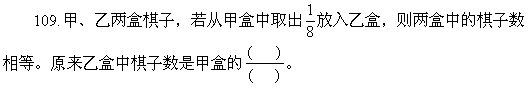 109.甲、乙两盒棋子，若从甲盒中取出1/8放入乙盒，则两盒中的棋子数
相等。原来乙盒中棋子数是甲盒的( )/( )。